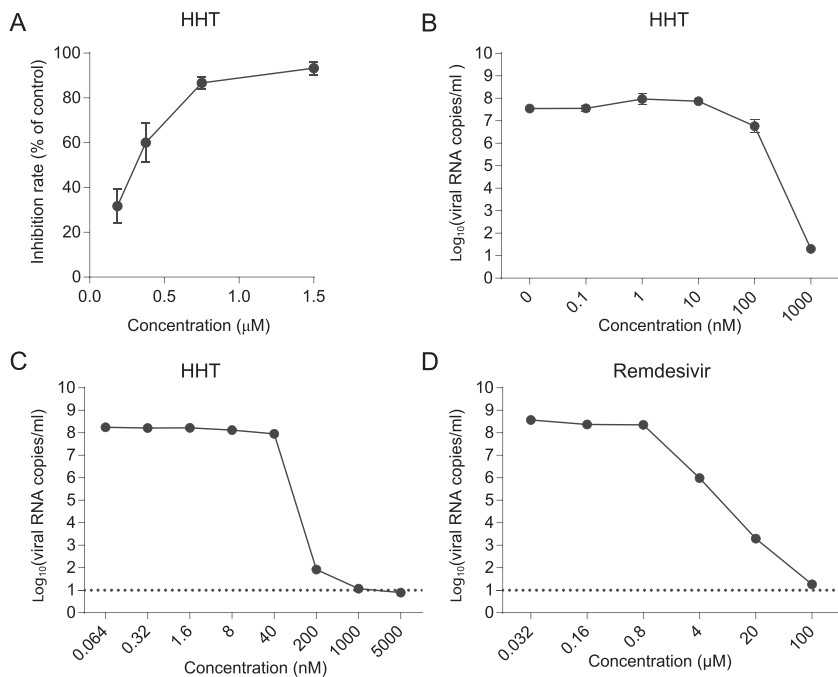 A
HHT
Inhibition rate (% of control)
100
80
60
40
20
0
0.0 0.5 1.0 1.5
Concentration (μM)
B
HHT
Log₁₀(viral RNA copies/ml)
10
9
8
7
6
5
4
3
2
1
0
0 0.1 1 10 100 1000
Concentration (nM)
C
HHT
Log₁₀(viral RNA copies/ml)
10
9
8
7
6
5
4
3
2
1
0
0.064 0.32 1.6 8 40 200 1000 5000
Concentration (nM)
D
Remdesivir
Log₁₀(viral RNA copies/ml)
10
9
8
7
6
5
4
3
2
1
0
0.032 0.16 0.8 4 20 100
Concentration (μM)